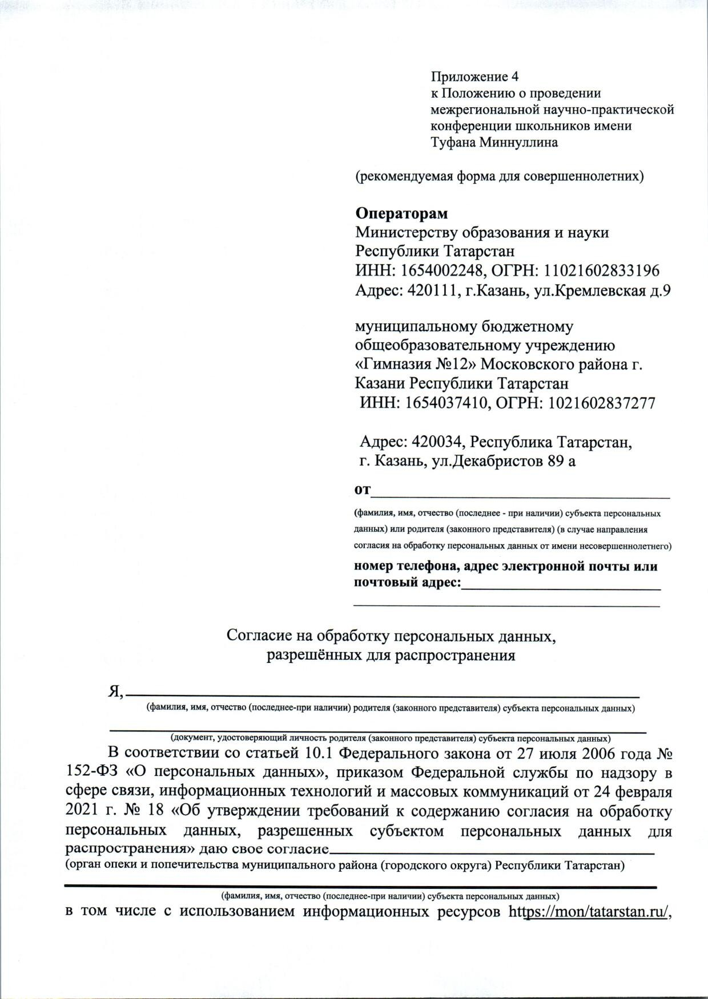 Приложение 4
к Положению о проведении
межрегиональной научно-практической
конференции школьников имени
Туфана Миннуллина
(рекомендуемая форма для совершеннолетних)
Операторам
Министерству образования и науки
Республики Татарстан
ИНН: 1654002248, ОГРН: 11021602833196
Адрес: 420111, г.Казань, ул.Кремлевская д.9
муниципальному бюджетному
общеобразовательному учреждению
«Гимназия №12» Московского района г.
Казани Республики Татарстан
ИНН: 1654037410, ОГРН: 1021602837277
Адрес: 420034, Республика Татарстан,
г. Казань, ул.Декабристов 89 а
от
(фамилия, имя, отчество (последнее - при наличии) субъекта персональных
данных) или родителя (законного представителя) (в случае направления
согласия на обработку персональных данных от имени несовершеннолетнего)
номер телефона, адрес электронной почты или
почтовый адрес:
Согласие на обработку персональных данных,
разрешённых для распространения
Я,
(фамилия, имя, отчество (последнее-при наличии) родителя (законного представителя) субъекта персональных данных)
(документ, удостоверяющий личность родителя (законного представителя) субъекта персональных данных)
В соответствии со статьей 10.1 Федерального закона от 27 июля 2006 года №
152-ФЗ «О персональных данных», приказом Федеральной службы по надзору в
сфере связи, информационных технологий и массовых коммуникаций от 24 февраля
2021 г. № 18 «Об утверждении требований к содержанию согласия на обработку
персональных данных, разрешенных субъектом персональных данных для
распространения» даю свое согласие
(орган опеки и попечительства муниципального района (городского округа) Республики Татарстан)
(фамилия, имя, отчество (последнее-при наличии) субъекта персональных данных)
в том числе с использованием информационных ресурсов https://mon/tatarstan.ru/,